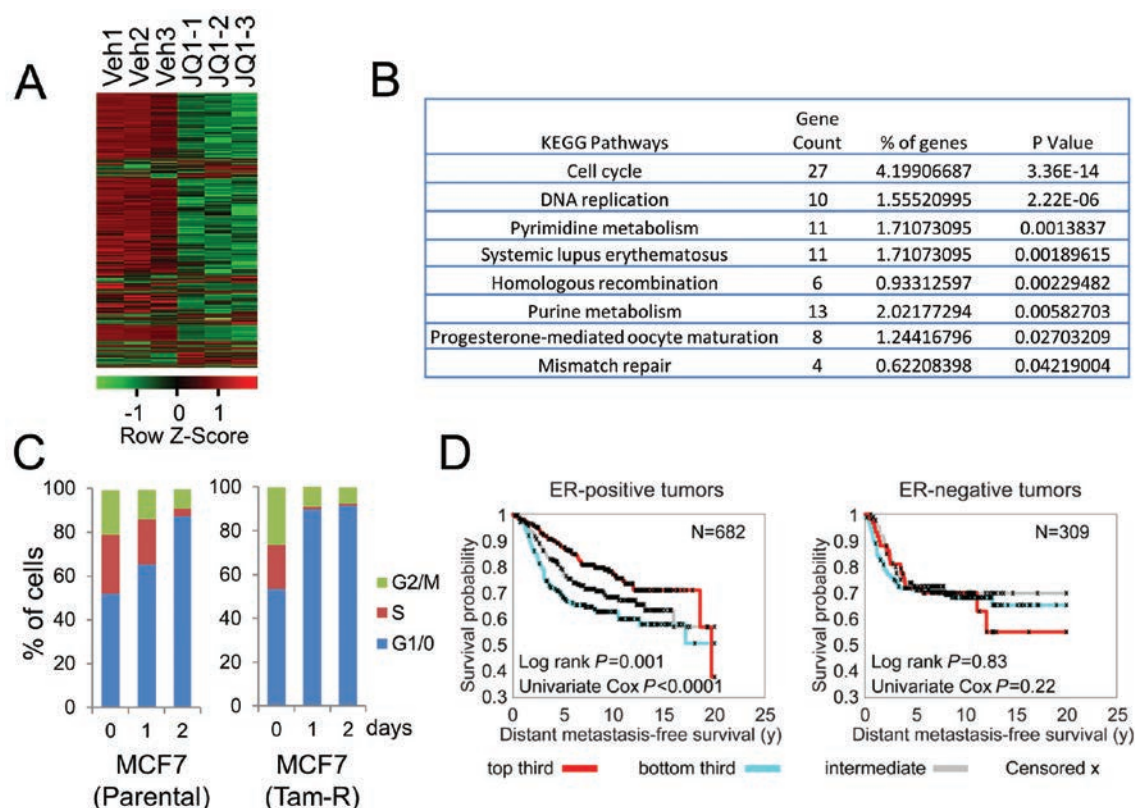 A
Veh1
Veh2
Veh3
JQ1-1
JQ1-2
JQ1-3
-1 0 1
Row Z-Score
B
KEGG Pathways Gene Count % of genes P Value
Cell cycle 27 4.19906687 3.36E-14
DNA replication 10 1.55520995 2.22E-06
Pyrimidine metabolism 11 1.71073095 0.0013837
Systemic lupus erythematosus 11 1.71073095 0.00189615
Homologous recombination 6 0.93312597 0.00229482
Purine metabolism 13 2.02177294 0.00582703
Progesterone-mediated oocyte maturation 8 1.24416796 0.02703209
Mismatch repair 4 0.62208398 0.04219004
C
% of cells
100
80
60
40
20
0
0 1 2
MCF7
(Parental)
100
80
60
40
20
0
0 1 2 days
MCF7
(Tam-R)
G2/M
S
G1/0
D
ER-positive tumors
Survival probability
1
0.9
0.8
0.7
0.6
0.5
0.4
0.3
N=682
Log rank P=0.001
Univariate Cox P<0.0001
0 5 10 15 20 25
Distant metastasis-free survival (y)
ER-negative tumors
Survival probability
1
0.9
0.8
0.7
0.6
0.5
0.4
0.3
N=309
Log rank P=0.83
Univariate Cox P=0.22
0 5 10 15 20 25
Distant metastasis-free survival (y)
top third bottom third intermediate Censored x